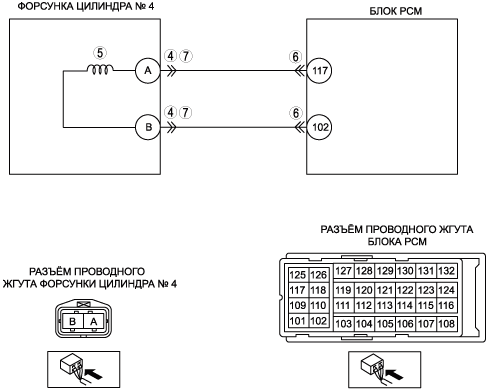 ФОРСУНКА ЦИЛИНДРА № 4
БЛОК PCM
5
A
4 7
6
117
B
4 7
6
102
РАЗЪЁМ ПРОВОДНОГО
ЖГУТА ФОРСУНКИ ЦИЛИНДРА № 4
B A
РАЗЪЁМ ПРОВОДНОГО ЖГУТА
БЛОКА PCM
125 126 127 128 129 130 131 132
117 118 119 120 121 122 123 124
109 110 111 112 113 114 115 116
101 102 103 104 105 106 107 108